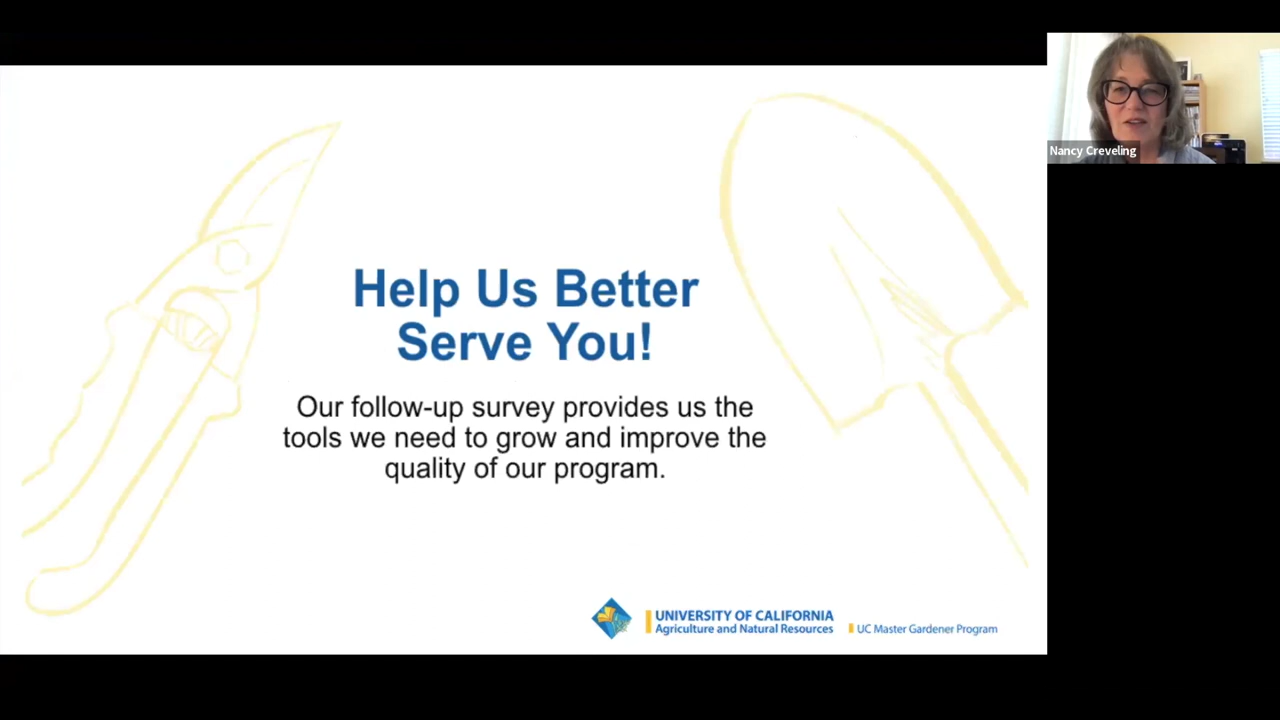 Nancy Creveling
Help Us Better
Serve You!
Our follow-up survey provides us the
tools we need to grow and improve the
quality of our program.
UNIVERSITY OF CALIFORNIA
Agriculture and Natural Resources
UC Master Gardener Program